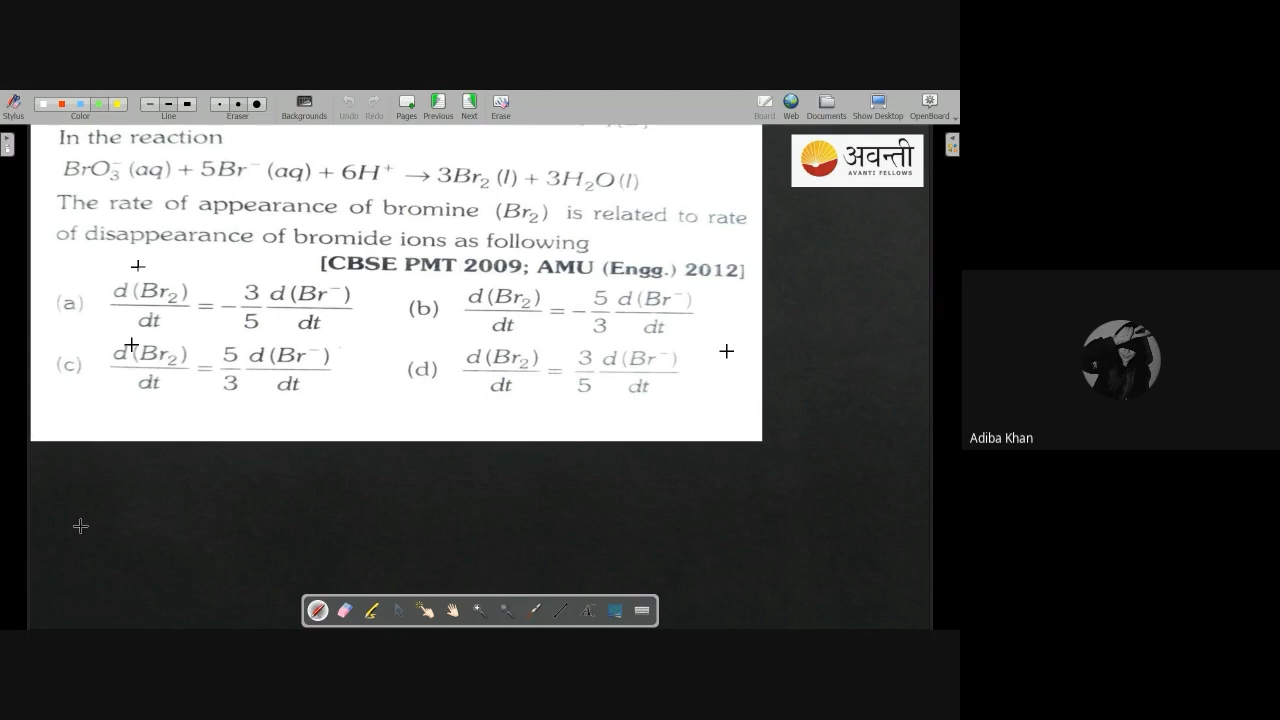 Stylus
Color
Line
Eraser
Backgrounds
Undo
Redo
Pages
Previous
Next
Erase
Board
Web
Documents
Show Desktop
OpenBoard
In the reaction
BrO₃⁻ (aq) + 5Br⁻ (aq) + 6H⁺ → 3Br₂ (l) + 3H₂O (l)
The rate of appearance of bromine (Br₂) is related to rate
of disappearance of bromide ions as following
[CBSE PMT 2009; AMU (Engg.) 2012]
(a) d(Br₂)/dt = −3/5 d(Br⁻)/dt (b) d(Br₂)/dt = −5/3 d(Br⁻)/dt
(c) d(Br₂)/dt = 5/3 d(Br⁻)/dt (d) d(Br₂)/dt = 3/5 d(Br⁻)/dt
अवन्ती
AVANTI FELLOWS
Adiba Khan